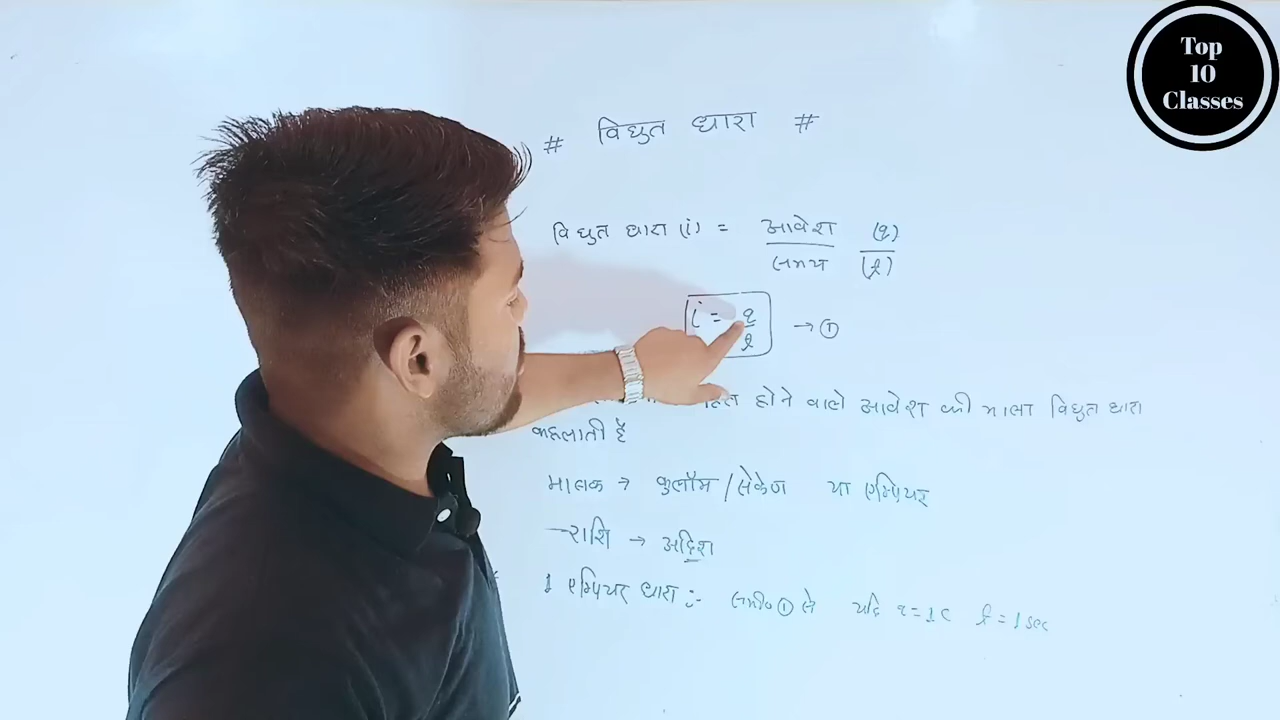 Top
10
Classes
# विधुत धारा #
विधुत धारा (i) = आवेश (q)
समय (t)
i = q
t → ①
होने वाले आवेश की मात्रा विधुत धारा
कहलाती है
मात्रक → कुलॉम /सेकेण्ड या एम्पियर
→राशि → अदिश
1 एम्पियर धारा :- समी० ① से यदि q = 1C t = 1 sec